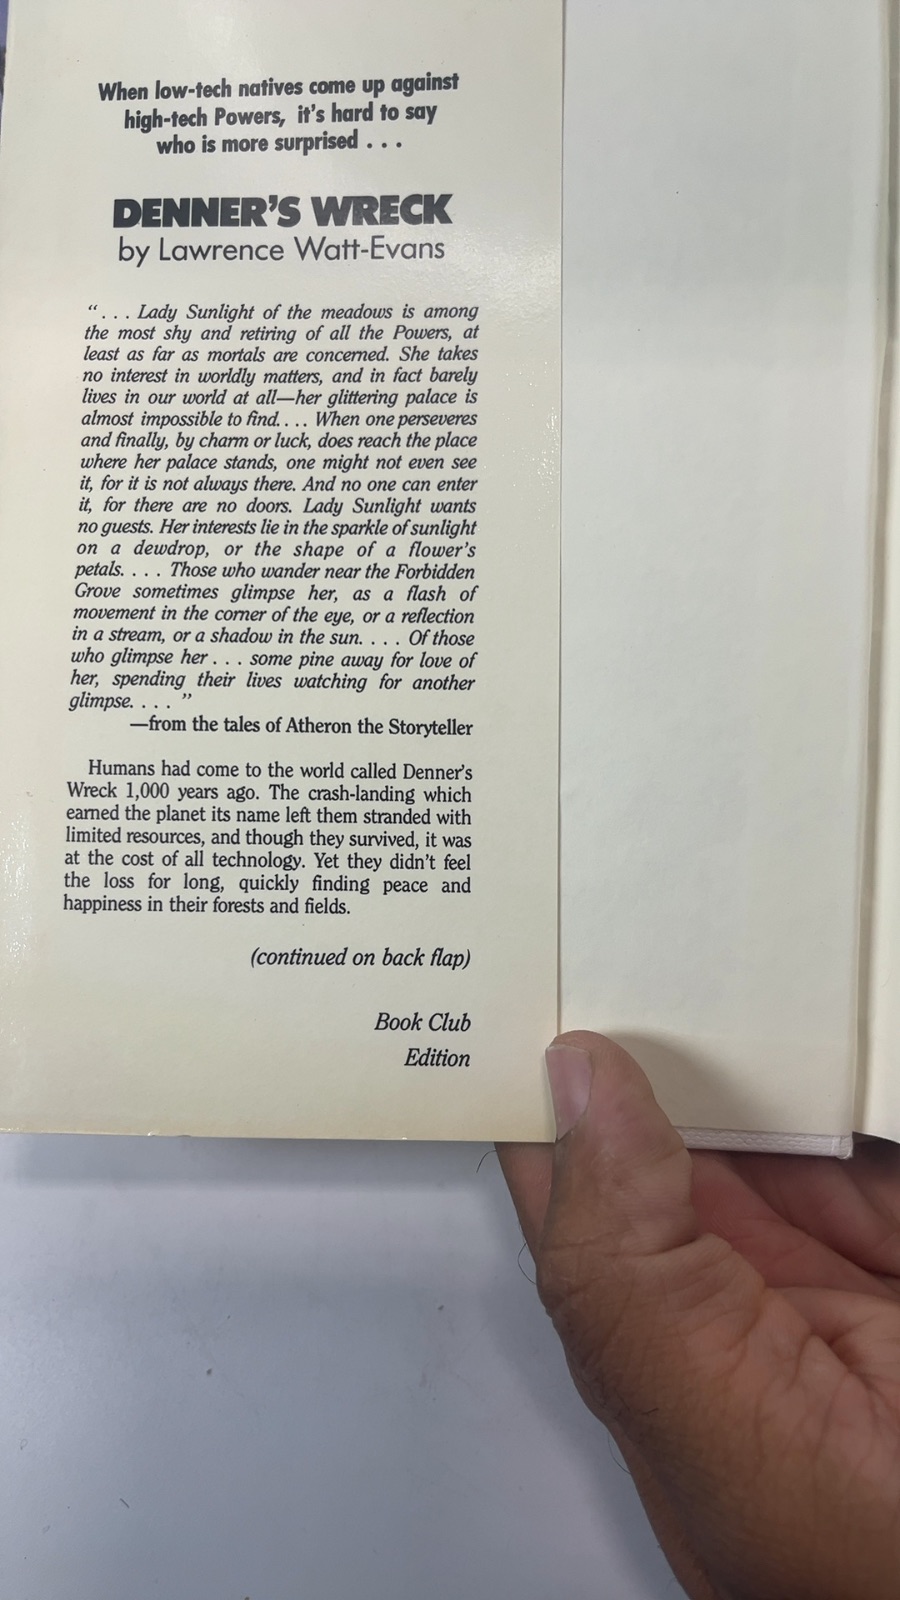 When low-tech natives come up against
high-tech Powers, it's hard to say
who is more surprised . . .
DENNER'S WRECK
by Lawrence Watt-Evans
“. . . Lady Sunlight of the meadows is among
the most shy and retiring of all the Powers, at
least as far as mortals are concerned. She takes
no interest in worldly matters, and in fact barely
lives in our world at all—her glittering palace is
almost impossible to find. . . . When one perseveres
and finally, by charm or luck, does reach the place
where her palace stands, one might not even see
it, for it is not always there. And no one can enter
it, for there are no doors. Lady Sunlight wants
no guests. Her interests lie in the sparkle of sunlight
on a dewdrop, or the shape of a flower's
petals. . . . Those who wander near the Forbidden
Grove sometimes glimpse her, as a flash of
movement in the corner of the eye, or a reflection
in a stream, or a shadow in the sun. . . . Of those
who glimpse her . . . some pine away for love of
her, spending their lives watching for another
glimpse. . . . ”
—from the tales of Atheron the Storyteller
Humans had come to the world called Denner's
Wreck 1,000 years ago. The crash-landing which
earned the planet its name left them stranded with
limited resources, and though they survived, it was
at the cost of all technology. Yet they didn't feel
the loss for long, quickly finding peace and
happiness in their forests and fields.
(continued on back flap)
Book Club
Edition